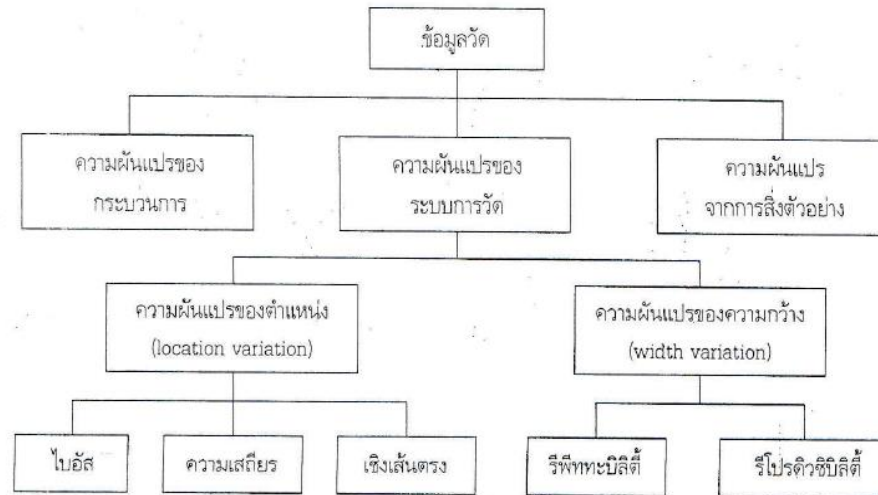 ข้อมูลวัด
ความผันแปรของ
กระบวนการ
ความผันแปรของ
ระบบการวัด
ความผันแปร
จากการสิ่งตัวอย่าง
ความผันแปรของตำแหน่ง
(location variation)
ความผันแปรของความกว้าง
(width variation)
ไบอัส
ความเสถียร
เชิงเส้นตรง
รีพีททะบิลิตี้
รีโปรดิวซิบิลิตี้